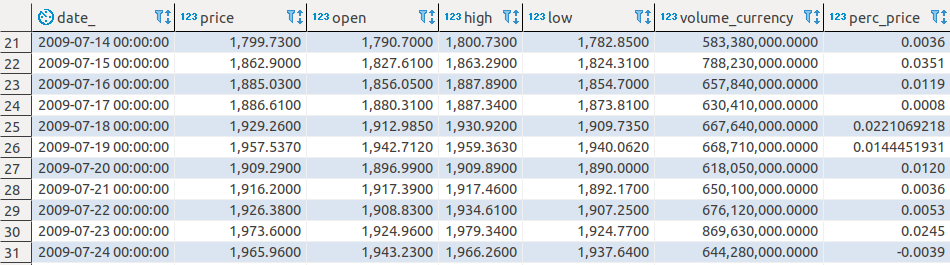 date_ 123 price 123 open 123 high 123 low 123 volume_currency 123 perc_price
21 2009-07-14 00:00:00 1,799.7300 1,790.7000 1,800.7300 1,782.8500 583,380,000.0000 0.0036
22 2009-07-15 00:00:00 1,862.9000 1,827.6100 1,863.2900 1,824.3100 788,230,000.0000 0.0351
23 2009-07-16 00:00:00 1,885.0300 1,856.0500 1,887.8900 1,854.7000 657,840,000.0000 0.0119
24 2009-07-17 00:00:00 1,886.6100 1,880.3100 1,887.3400 1,873.8100 630,410,000.0000 0.0008
25 2009-07-18 00:00:00 1,929.2600 1,912.9850 1,930.9200 1,909.7350 667,640,000.0000 0.0221069218
26 2009-07-19 00:00:00 1,957.5370 1,942.7120 1,959.3630 1,940.0620 668,710,000.0000 0.0144451931
27 2009-07-20 00:00:00 1,909.2900 1,896.9900 1,909.8900 1,890.0000 618,050,000.0000 0.0120
28 2009-07-21 00:00:00 1,916.2000 1,917.3900 1,917.4600 1,892.1700 650,100,000.0000 0.0036
29 2009-07-22 00:00:00 1,926.3800 1,908.8300 1,934.6100 1,907.2500 676,120,000.0000 0.0053
30 2009-07-23 00:00:00 1,973.6000 1,924.9600 1,979.3400 1,924.7700 869,630,000.0000 0.0245
31 2009-07-24 00:00:00 1,965.9600 1,943.2300 1,966.2600 1,937.6400 644,280,000.0000 -0.0039